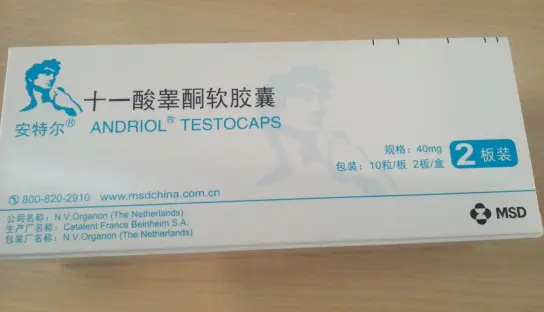 十一酸睾酮软胶囊
安特尔® ANDRIOL® TESTOCAPS
规格: 40mg
包装: 10粒/板 2板/盒
2板装
800-820-2910 www.msdchina.com.cn
公司名称: N.V.Organon (The Netherlands)
生产厂名称: Catalent France Beinheim S.A.
包装厂名称: N.V.Organon (The Netherlands)
MSD